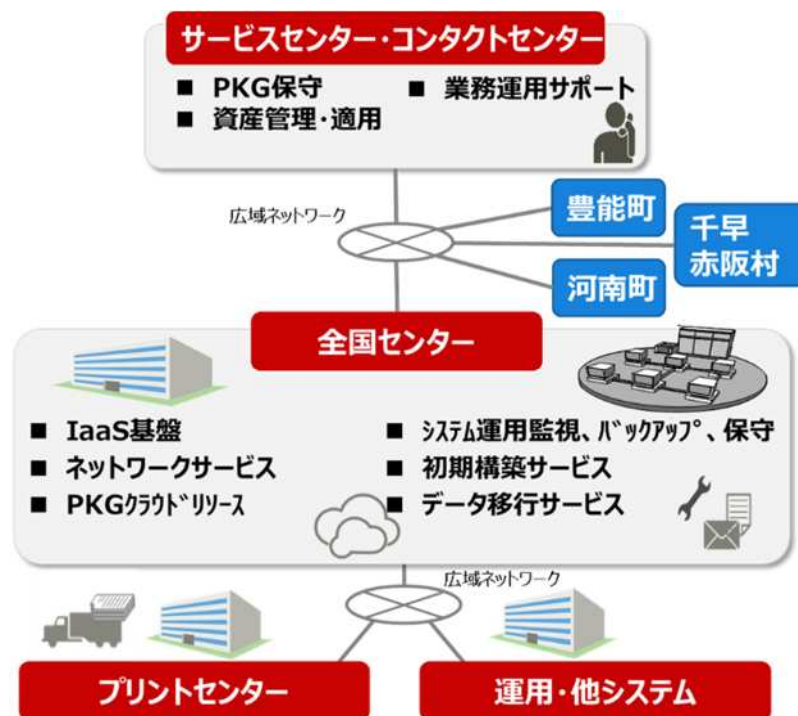 サービスセンター・コンタクトセンター
■ PKG保守
■ 業務運用サポート
■ 資産管理・適用
広域ネットワーク
豊能町
千早
赤阪村
河南町
全国センター
■ IaaS基盤
■ ネットワークサービス
■ PKGｸﾗｳﾄﾞﾘｿｰｽ
■ ｼｽﾃﾑ運用監視、ﾊﾞｯｸｱｯﾌﾟ、保守
■ 初期構築サービス
■ データ移行サービス
広域ネットワーク
プリントセンター
運用・他システム